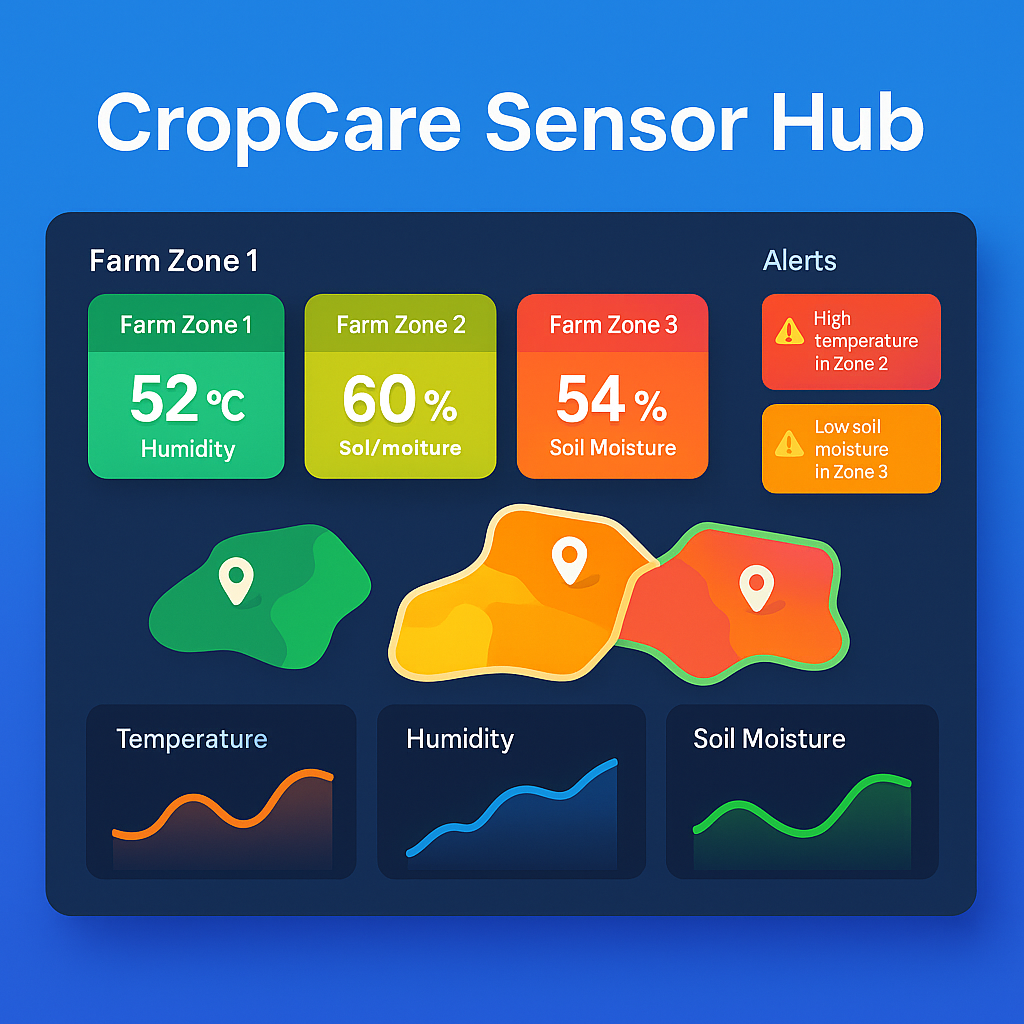 CropCare Sensor Hub
Farm Zone 1
Alerts
Farm Zone 1
52 °C
Humidity
Farm Zone 2
60 %
Sol/moiture
Farm Zone 3
54 %
Soil Moisture
High
temperature
in Zone 2
Low soil
moisture
in Zone 3
Temperature
Humidity
Soil Moisture